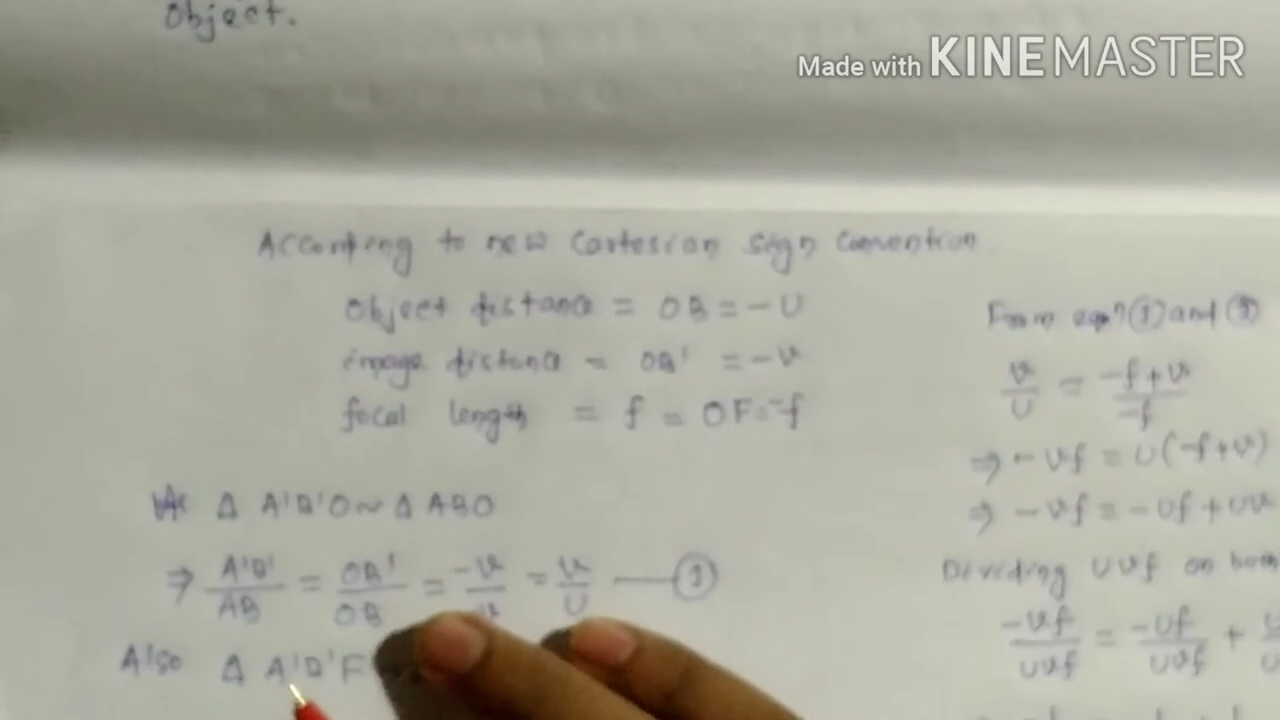 Object.
Made with KINEMASTER
According to new Cartesian sign convention
Object distance = OB = -U
image distance = OB' = -v
focal length = f = OF = -f
As Δ A'B'O ~ Δ ABO
⇒ A'B'/AB = OB'/OB = -v/-u = v/U —— ①
Also Δ A'B'F
From eqn ① and ②
v/U = -f+v/-f
⇒ -vf = U(-f+v)
⇒ -vf = -Uf + Uv
Dividing Uvf on both
-vf/Uvf = -Uf/Uvf +